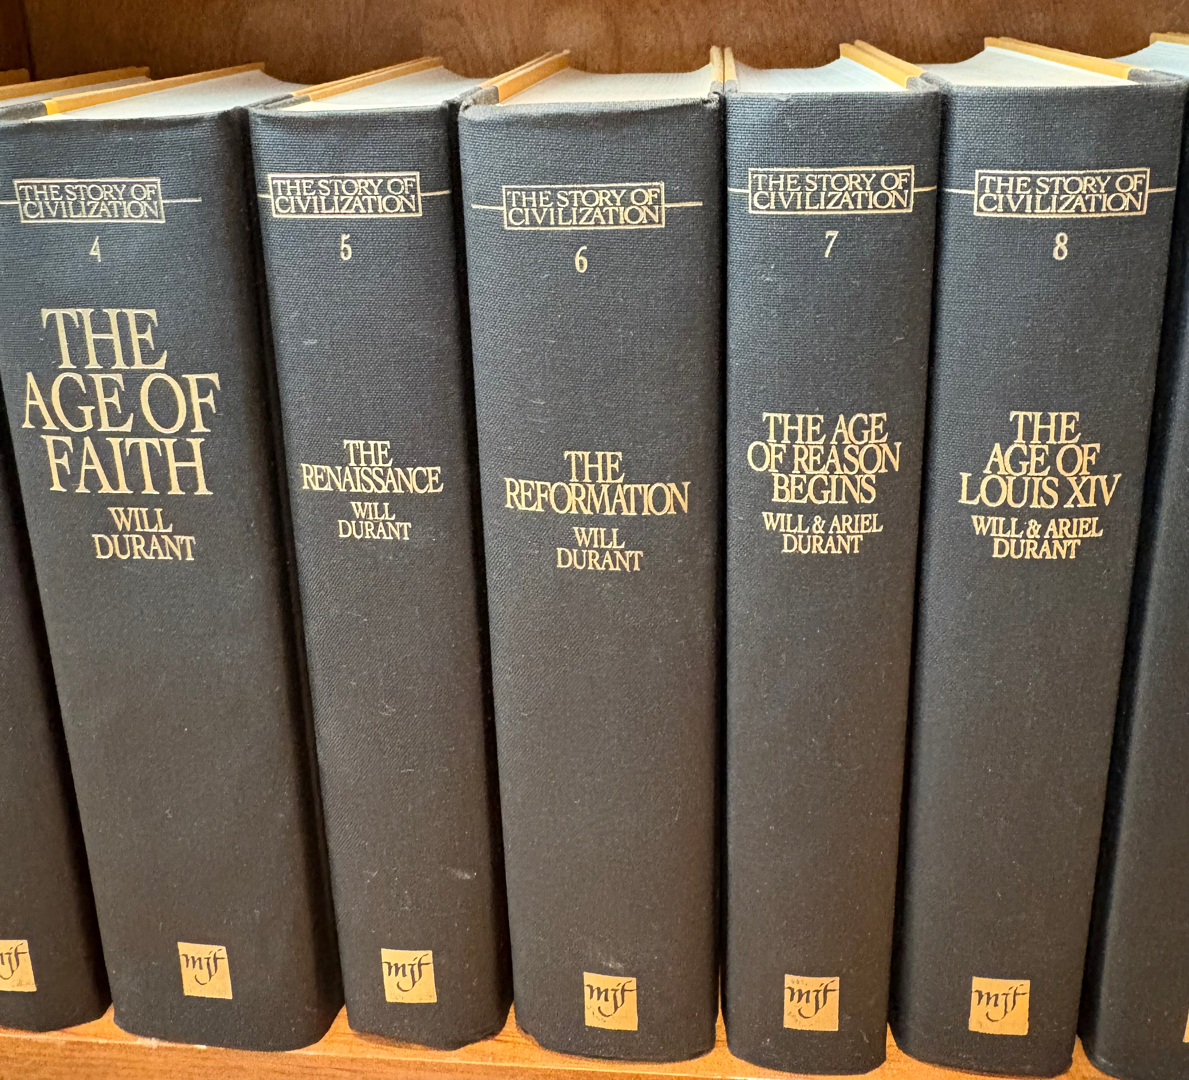 THE STORY OF
CIVILIZATION
4
THE
AGE OF
FAITH
WILL
DURANT
mjf
THE STORY OF
CIVILIZATION
5
THE
RENAISSANCE
WILL
DURANT
mjf
THE STORY OF
CIVILIZATION
6
THE
REFORMATION
WILL
DURANT
mjf
THE STORY OF
CIVILIZATION
7
THE AGE
OF REASON
BEGINS
WILL & ARIEL
DURANT
mjf
THE STORY OF
CIVILIZATION
8
THE
AGE OF
LOUIS XIV
WILL & ARIEL
DURANT
mjf